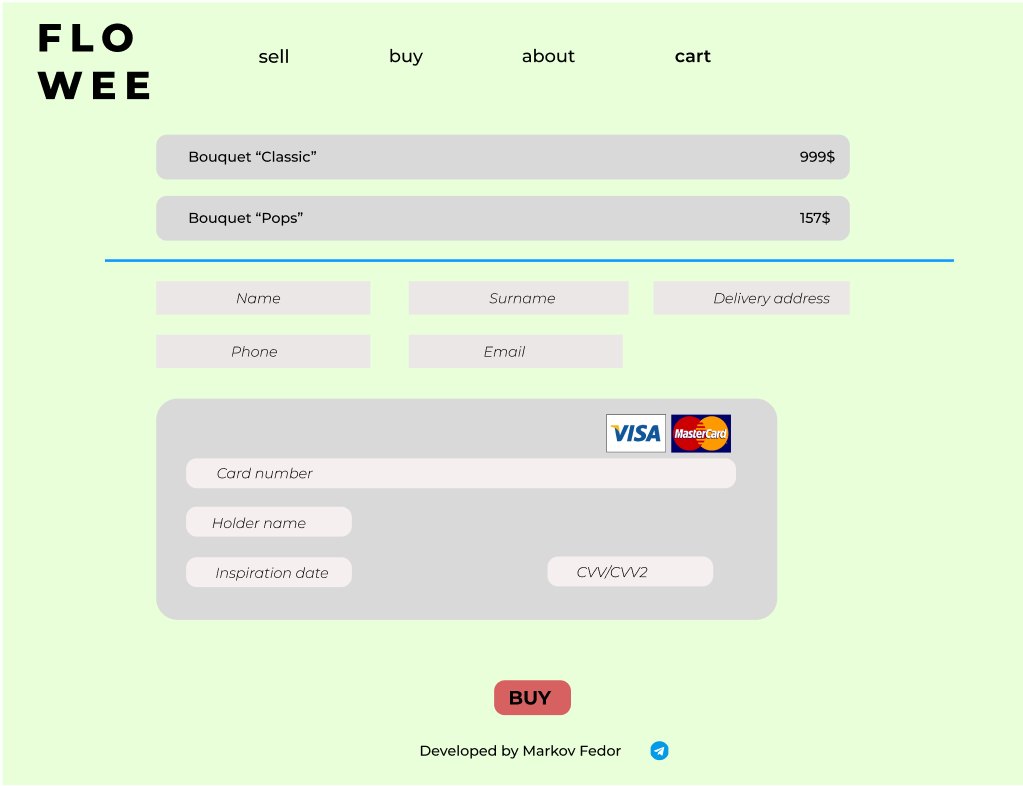 FLO
WEE
sell buy about cart
Bouquet “Classic” 999$
Bouquet “Pops” 157$
Name Surname Delivery address
Phone Email
VISA MasterCard
Card number
Holder name
Inspiration date CVV/CVV2
BUY
Developed by Markov Fedor